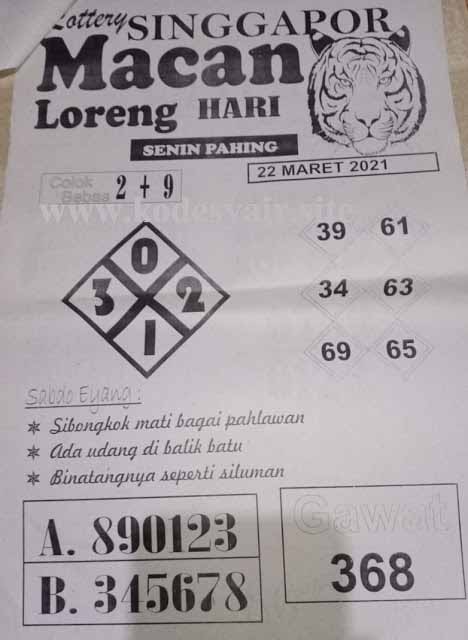 Lottery SINGGAPOR
Macan
Loreng HARI
SENIN PAHING
22 MARET 2021
Colok
Bebas 2 + 9
www.kodesyair.site
0
3 2
1
39 61
34 63
69 65
Sabdo Eyang :
* Sibongkok mati bagai pahlawan
* Ada udang di balik batu
* Binatangnya seperti siluman
A. 890123
B. 345678
Gawat
368